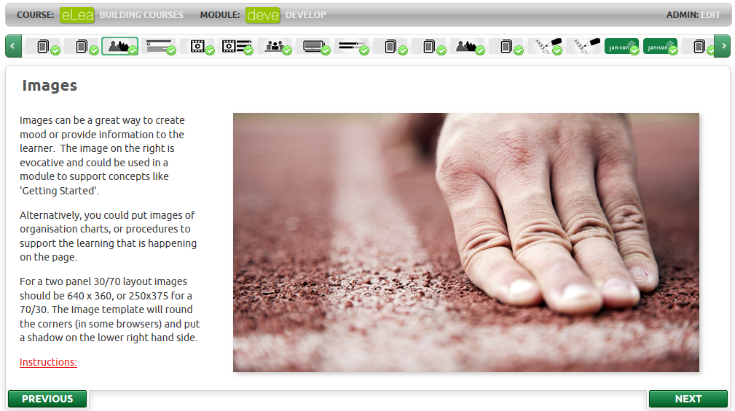 COURSE: eLea BUILDING COURSES MODULE: deve DEVELOP ADMIN: EDIT
janison janison
Images
Images can be a great way to create
mood or provide information to the
learner. The image on the right is
evocative and could be used in a
module to support concepts like
'Getting Started'.
Alternatively, you could put images of
organisation charts, or procedures to
support the learning that is happening
on the page.
For a two panel 30/70 layout images
should be 640 x 360, or 250x375 for a
70/30. The Image template will round
the corners (in some browsers) and put
a shadow on the lower right hand side.
Instructions:
PREVIOUS NEXT